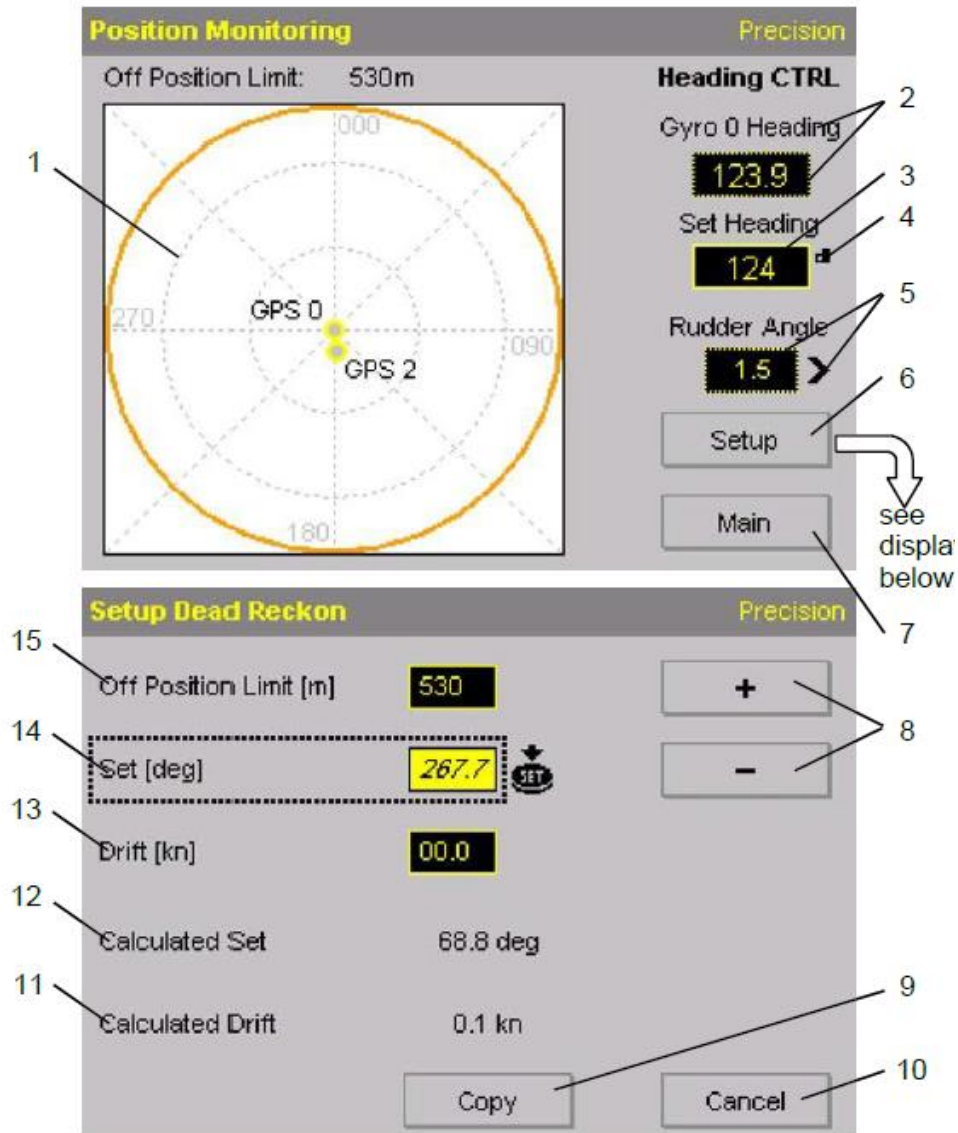 Position Monitoring Precision
Off Position Limit: 530m
Heading CTRL
000
2
Gyro 0 Heading
1
123.9
3
Set Heading
4
124
270
GPS 0
5
Rudder Angle
090
GPS 2
1.5
6
Setup
see
display
below
180
Main
7
Setup Dead Reckon Precision
15
Off Position Limit [m] 530 +
14
8
Set [deg] 267.7 SET −
13
Drift [kn] 00.0
12
Calculated Set 68.8 deg
11
9
Calculated Drift 0.1 kn
10
Copy Cancel